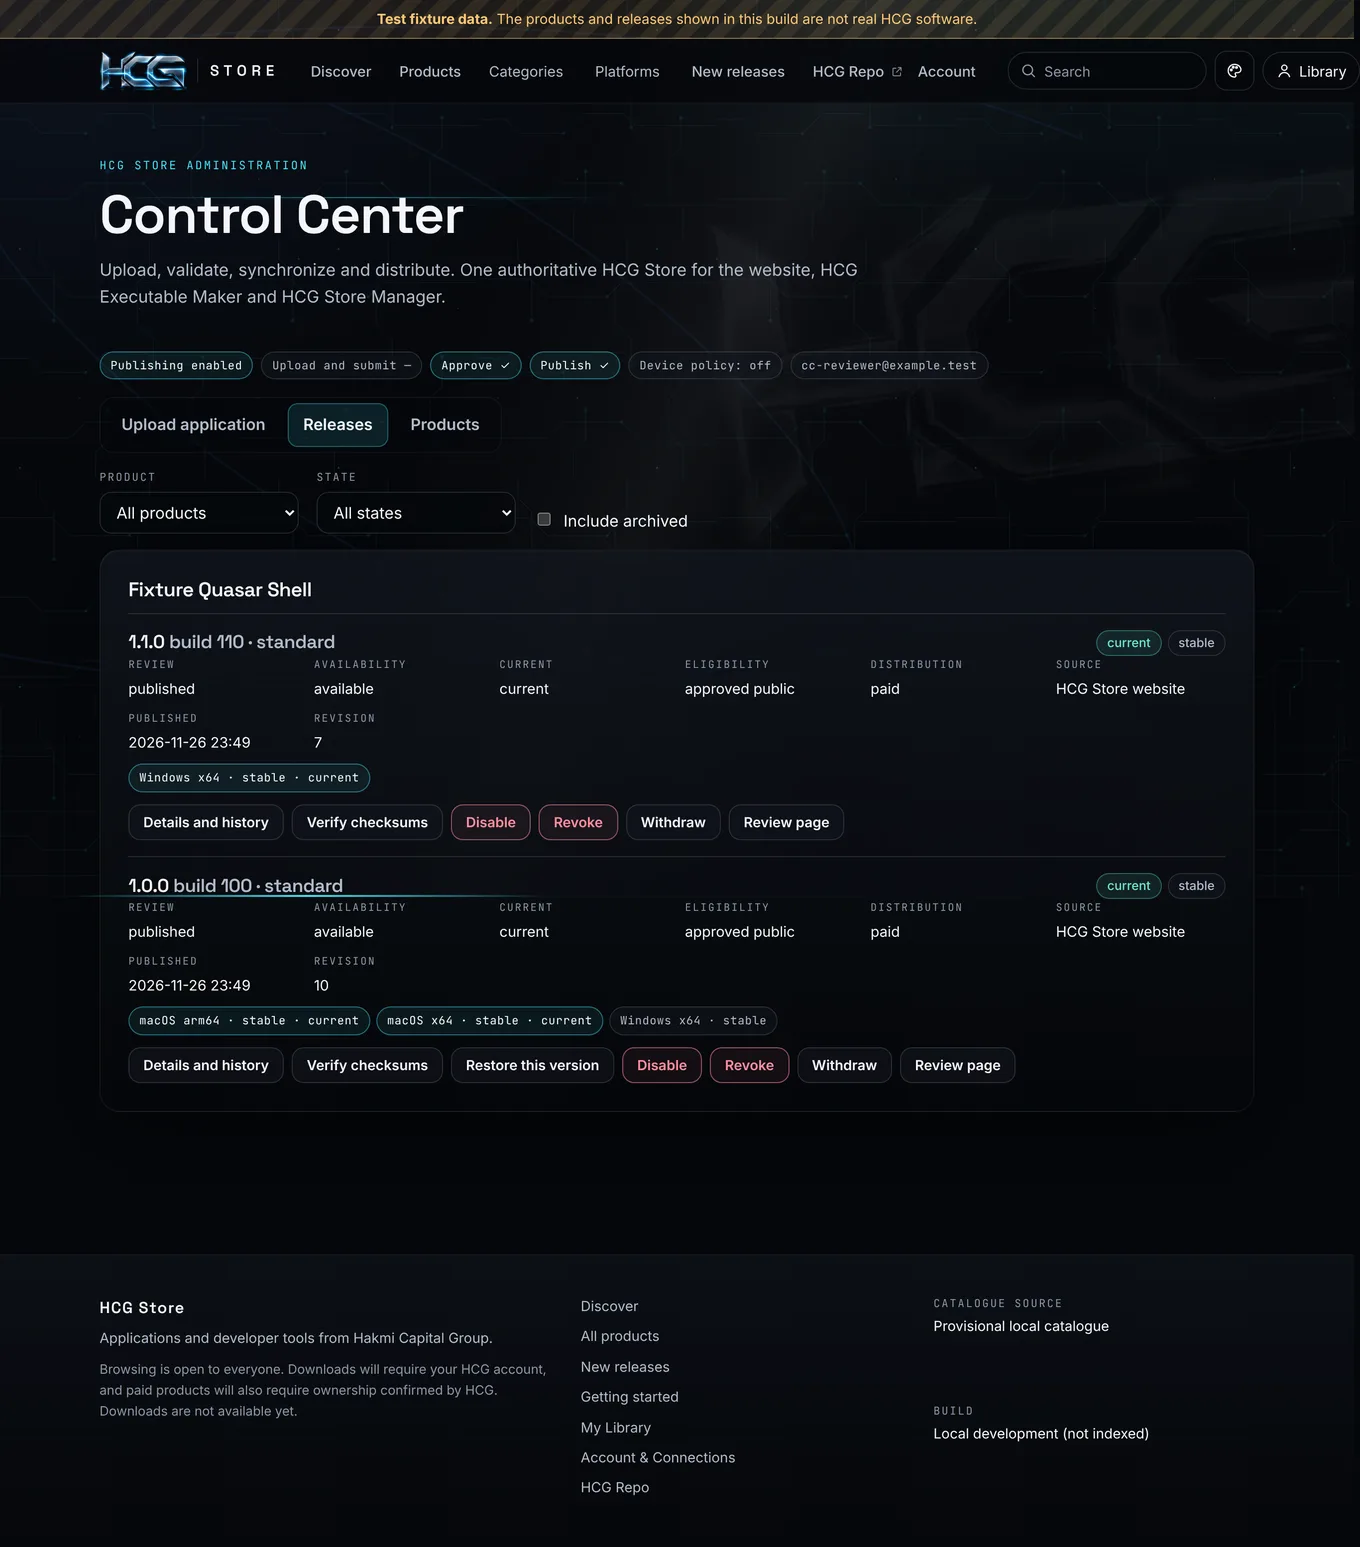 Test fixture data. The products and releases shown in this build are not real HCG software.
HCG STORE Discover Products Categories Platforms New releases HCG Repo Account Search Library
HCG STORE ADMINISTRATION
Control Center
Upload, validate, synchronize and distribute. One authoritative HCG Store for the website, HCG
Executable Maker and HCG Store Manager.
Publishing enabled Upload and submit — Approve ✓ Publish ✓ Device policy: off cc-reviewer@example.test
Upload application Releases Products
PRODUCT STATE
All products All states Include archived
Fixture Quasar Shell
1.1.0 build 110 · standard current stable
REVIEW AVAILABILITY CURRENT ELIGIBILITY DISTRIBUTION SOURCE
published available current approved public paid HCG Store website
PUBLISHED REVISION
2026-11-26 23:49 7
Windows x64 · stable · current
Details and history Verify checksums Disable Revoke Withdraw Review page
1.0.0 build 100 · standard current stable
REVIEW AVAILABILITY CURRENT ELIGIBILITY DISTRIBUTION SOURCE
published available current approved public paid HCG Store website
PUBLISHED REVISION
2026-11-26 23:49 10
macOS arm64 · stable · current macOS x64 · stable · current Windows x64 · stable
Details and history Verify checksums Restore this version Disable Revoke Withdraw Review page
HCG Store
Applications and developer tools from Hakmi Capital Group.
Browsing is open to everyone. Downloads will require your HCG account,
and paid products will also require ownership confirmed by HCG.
Downloads are not available yet.
Discover
All products
New releases
Getting started
My Library
Account & Connections
HCG Repo
CATALOGUE SOURCE
Provisional local catalogue
BUILD
Local development (not indexed)